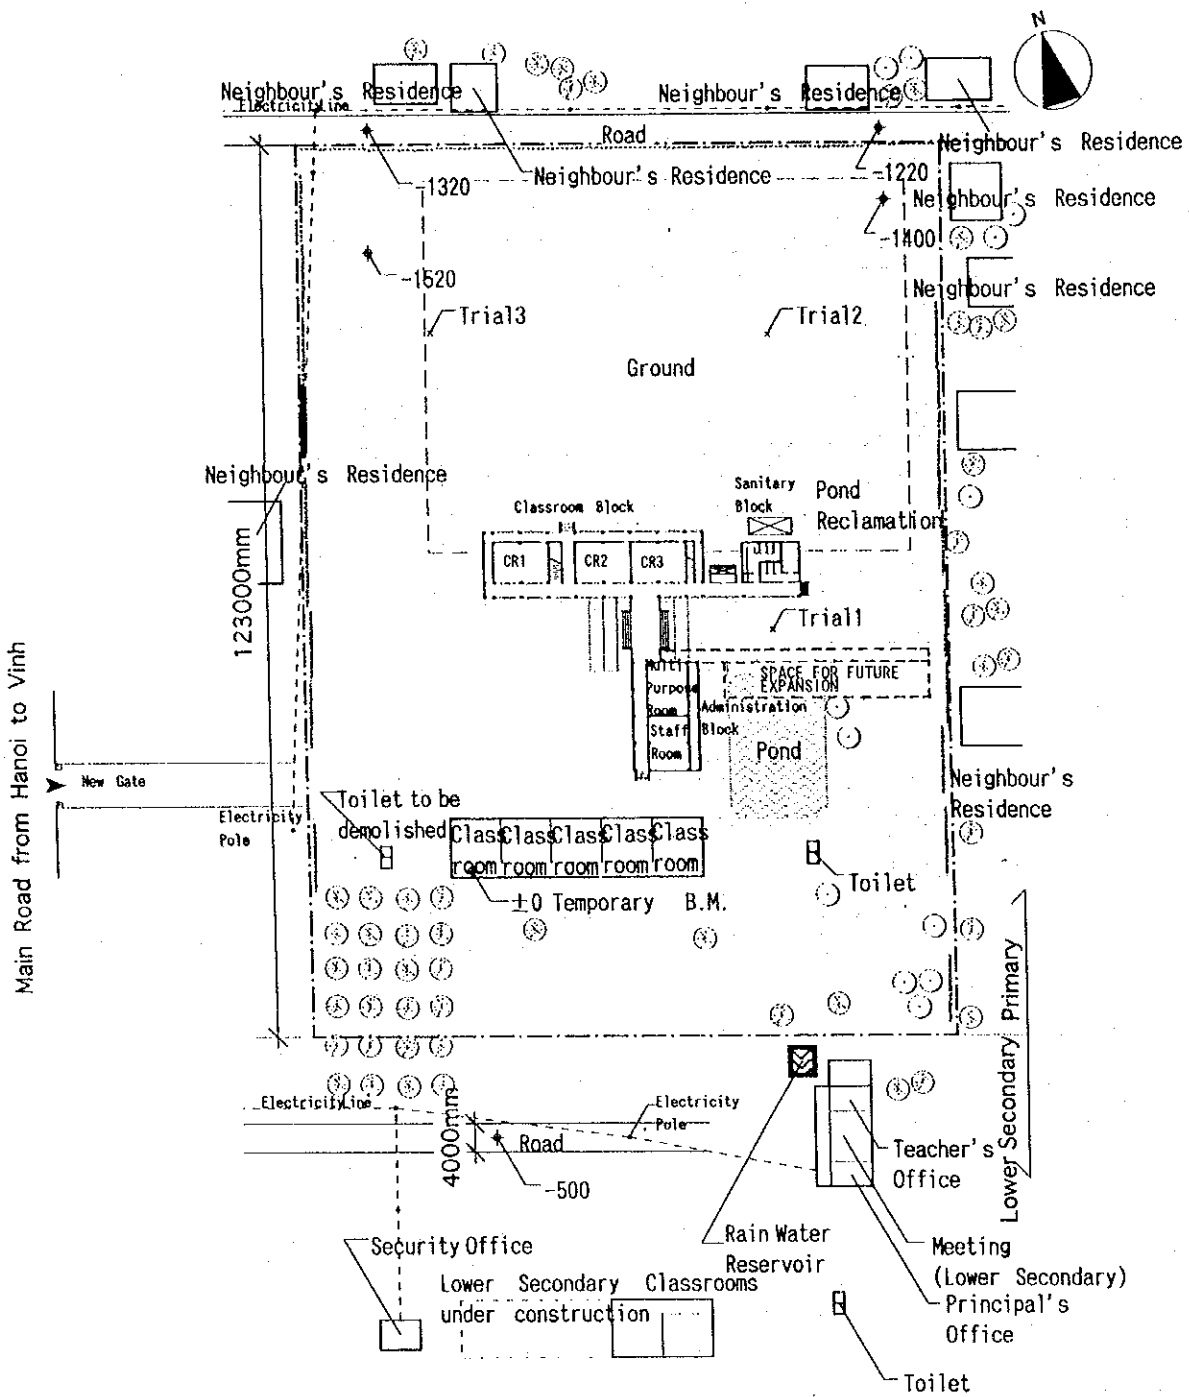 N
Neighbour's Residence
ElectricityLine
Neighbour's Residence
Road
Neighbour's Residence
Neighbour's Residence
-1320
-1220
Neighbour's Residence
-1400
-1520
Neighbour's Residence
Trial3
Trial2
Ground
Neighbour's Residence
Sanitary
Block
Pond
Reclamation
Classroom Block
CR1
CR2
CR3
123000mm
Trial1
Multi
Purpose
Room
SPACE FOR FUTURE
EXPANSION
Administration
Block
Staff
Room
Pond
Main Road from Hanoi to Vinh
New Gate
Neighbour's
Residence
Electricity
Pole
Toilet to be
demolished
Class
room
Class
room
Class
room
Class
room
Class
room
Toilet
±0 Temporary B.M.
Primary
Lower Secondary
ElectricityLine
4000mm
Electricity
Pole
Road
-500
Teacher's
Office
Security Office
Rain Water
Reservoir
Meeting
(Lower Secondary)
Lower Secondary Classrooms
under construction
Principal's
Office
Toilet